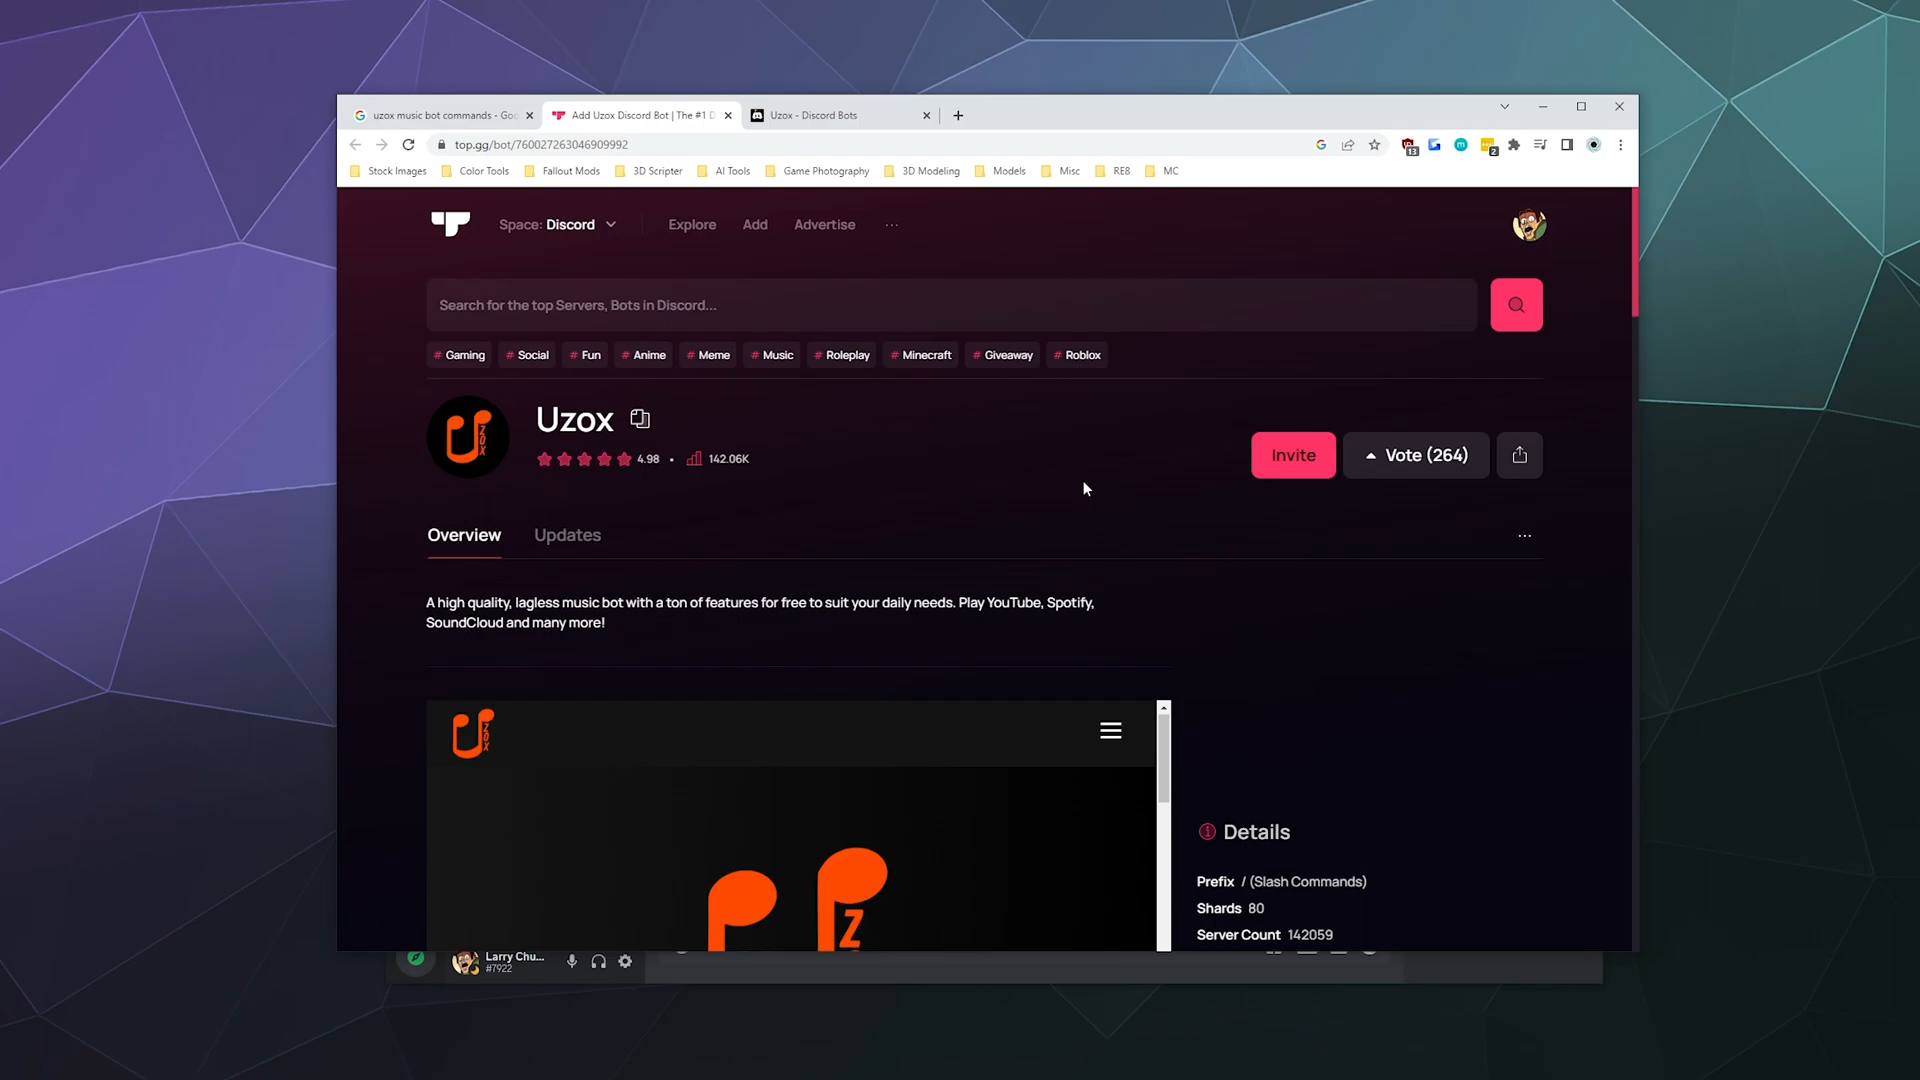 uzox music bot commands - Goo
Add Uzox Discord Bot | The #1 D
Uzox - Discord Bots
top.gg/bot/760027263046909992
13
2
Stock Images
Color Tools
Fallout Mods
3D Scripter
AI Tools
Game Photography
3D Modeling
Models
Misc
RE8
MC
Space: Discord
Explore
Add
Advertise
Search for the top Servers, Bots in Discord...
# Gaming
# Social
# Fun
# Anime
# Meme
# Music
# Roleplay
# Minecraft
# Giveaway
# Roblox
UZOX
Uzox
4.98 • 142.06K
Invite
Vote (264)
Overview
Updates
A high quality, lagless music bot with a ton of features for free to suit your daily needs. Play YouTube, Spotify,
SoundCloud and many more!
UZOX
Z
Details
Prefix / (Slash Commands)
Shards 80
Server Count 142059
Larry Chu...
#7922